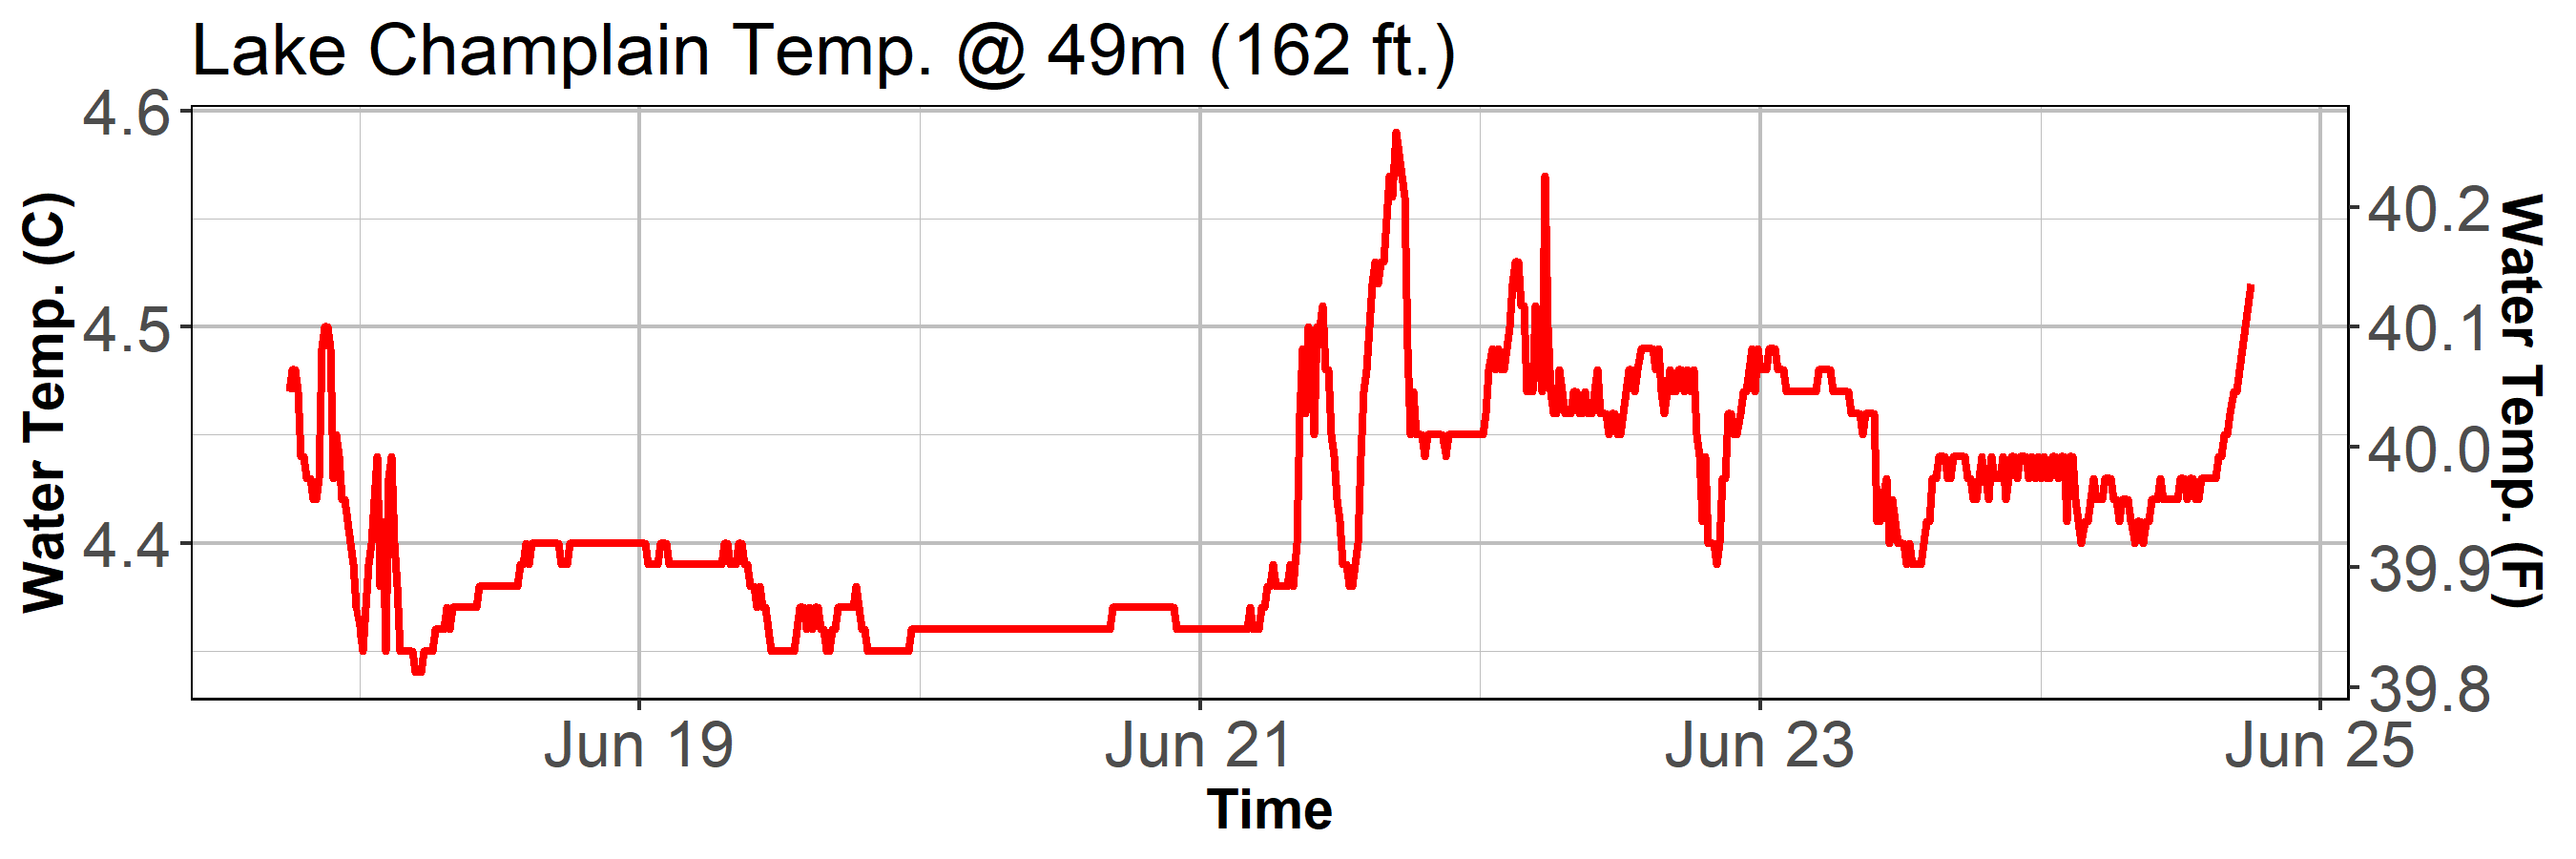 Lake Champlain Temp. @ 49m (162 ft.)
4.6
4.5
4.4
Water Temp. (C)
40.2
40.1
40.0
39.9
39.8
Water Temp. (F)
Jun 19 Jun 21 Jun 23 Jun 25
Time